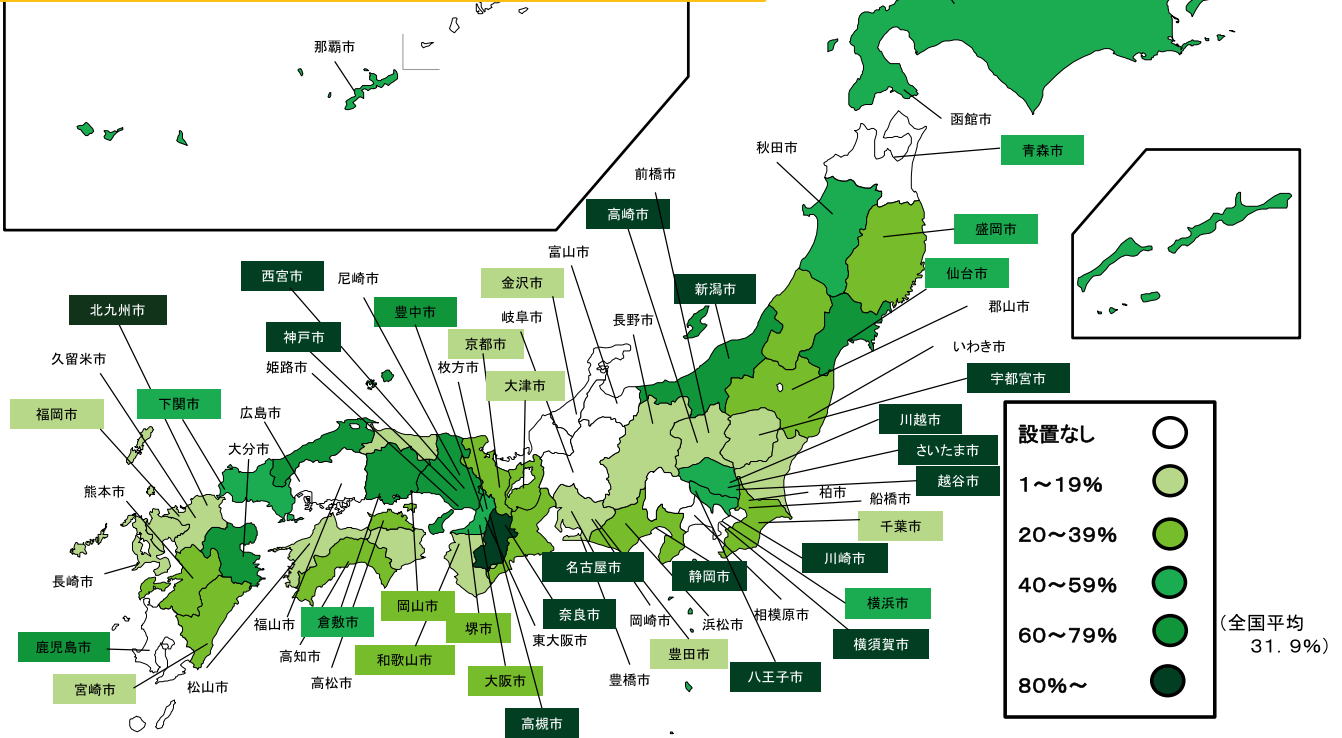 那覇市
函館市
青森市
秋田市
前橋市
高崎市
盛岡市
富山市
仙台市
西宮市
尼崎市
金沢市
新潟市
北九州市
豊中市
郡山市
岐阜市
長野市
神戸市
京都市
いわき市
久留米市
姫路市
枚方市
宇都宮市
大津市
下関市
福岡市
広島市
川越市
設置なし
大分市
さいたま市
越谷市
1～19%
熊本市
柏市
船橋市
千葉市
20～39%
川崎市
名古屋市
静岡市
長崎市
40～59%
横浜市
岡山市
奈良市
相模原市
福山市
倉敷市
堺市
岡崎市
浜松市
60～79%
(全国平均
31.9%)
東大阪市
横須賀市
鹿児島市
高知市
和歌山市
豊田市
高松市
大阪市
豊橋市
八王子市
80%～
宮崎市
松山市
高槻市